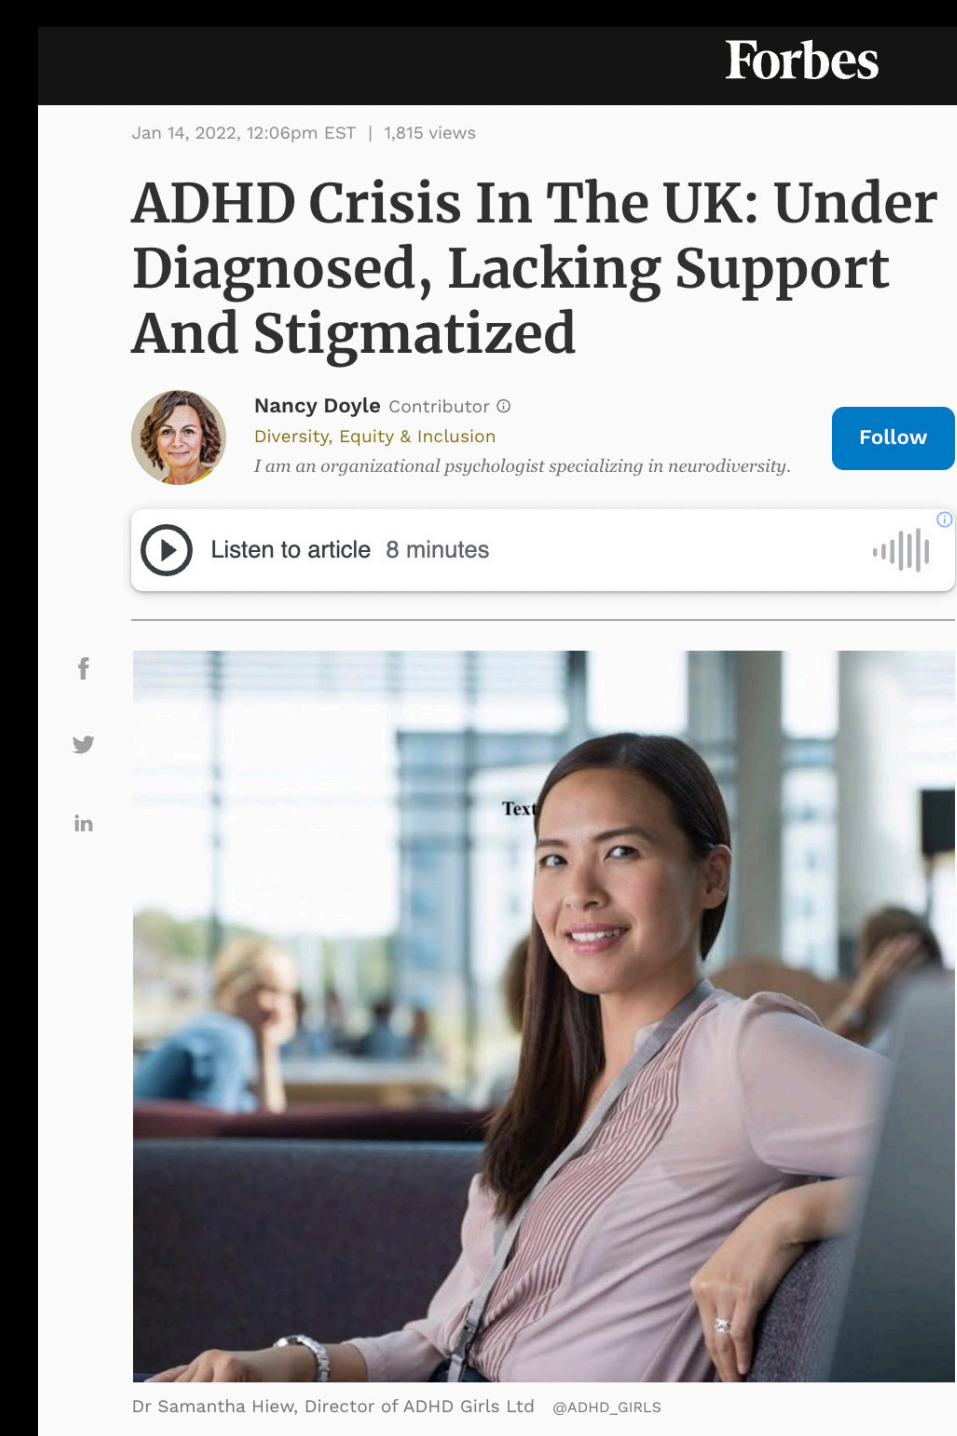 Forbes
Jan 14, 2022, 12:06pm EST | 1,815 views
ADHD Crisis In The UK: Under
Diagnosed, Lacking Support
And Stigmatized
Nancy Doyle Contributor
Diversity, Equity & Inclusion
I am an organizational psychologist specializing in neurodiversity.
Follow
Listen to article 8 minutes
f
in
Text
Dr Samantha Hiew, Director of ADHD Girls Ltd @ADHD_GIRLS